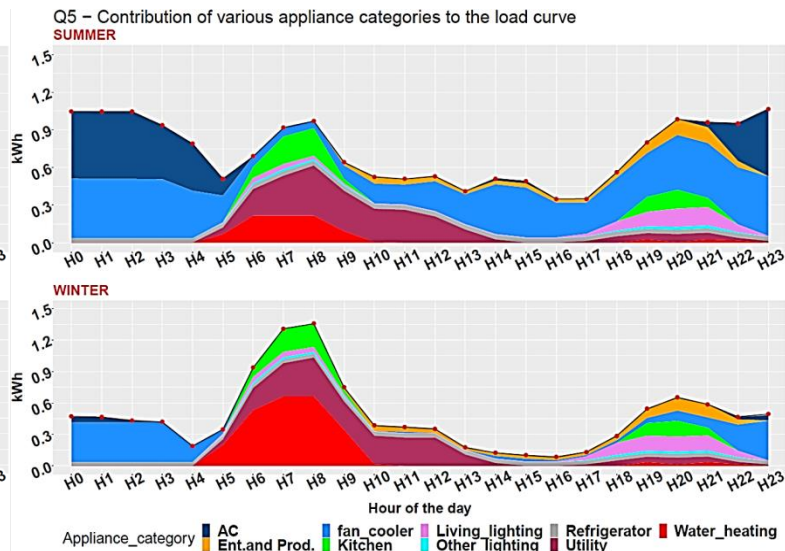 Q5 – Contribution of various appliance categories to the load curve
SUMMER
1.5
1.2
0.9
0.6
0.3
0.0
kWh
H0 H1 H2 H3 H4 H5 H6 H7 H8 H9 H10 H11 H12 H13 H14 H15 H16 H17 H18 H19 H20 H21 H22 H23
3
WINTER
1.5
1.2
0.9
0.6
0.3
0.0
kWh
H0 H1 H2 H3 H4 H5 H6 H7 H8 H9 H10 H11 H12 H13 H14 H15 H16 H17 H18 H19 H20 H21 H22 H23
3
Hour of the day
Appliance_category
AC fan_cooler Living_lighting Refrigerator Water_heating
Ent.and Prod. Kitchen Other_lighting Utility